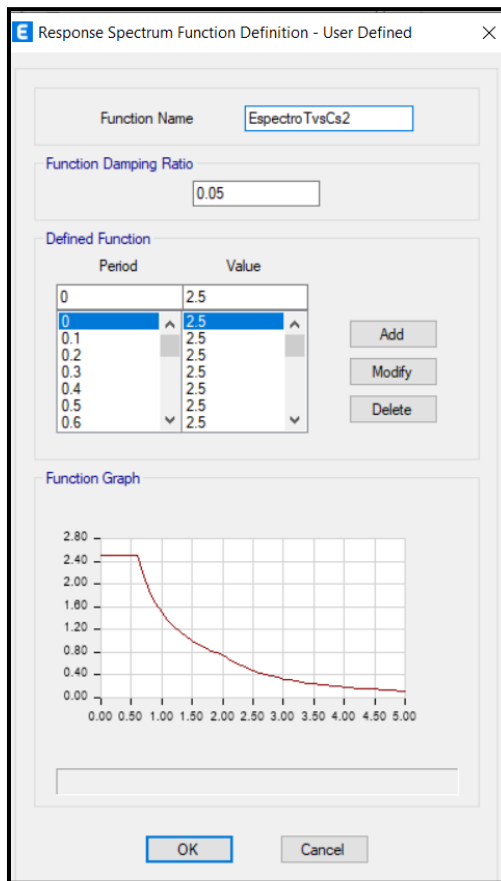 E Response Spectrum Function Definition - User Defined
Function Name EspectroTvsCs2
Function Damping Ratio
0.05
Defined Function
Period Value
0 2.5
0 2.5
0.1 2.5
0.2 2.5
0.3 2.5
0.4 2.5
0.5 2.5
0.6 2.5
Add
Modify
Delete
Function Graph
2.80
2.40
2.00
1.60
1.20
0.80
0.40
0.00
0.00 0.50 1.00 1.50 2.00 2.50 3.00 3.50 4.00 4.50 5.00
OK Cancel